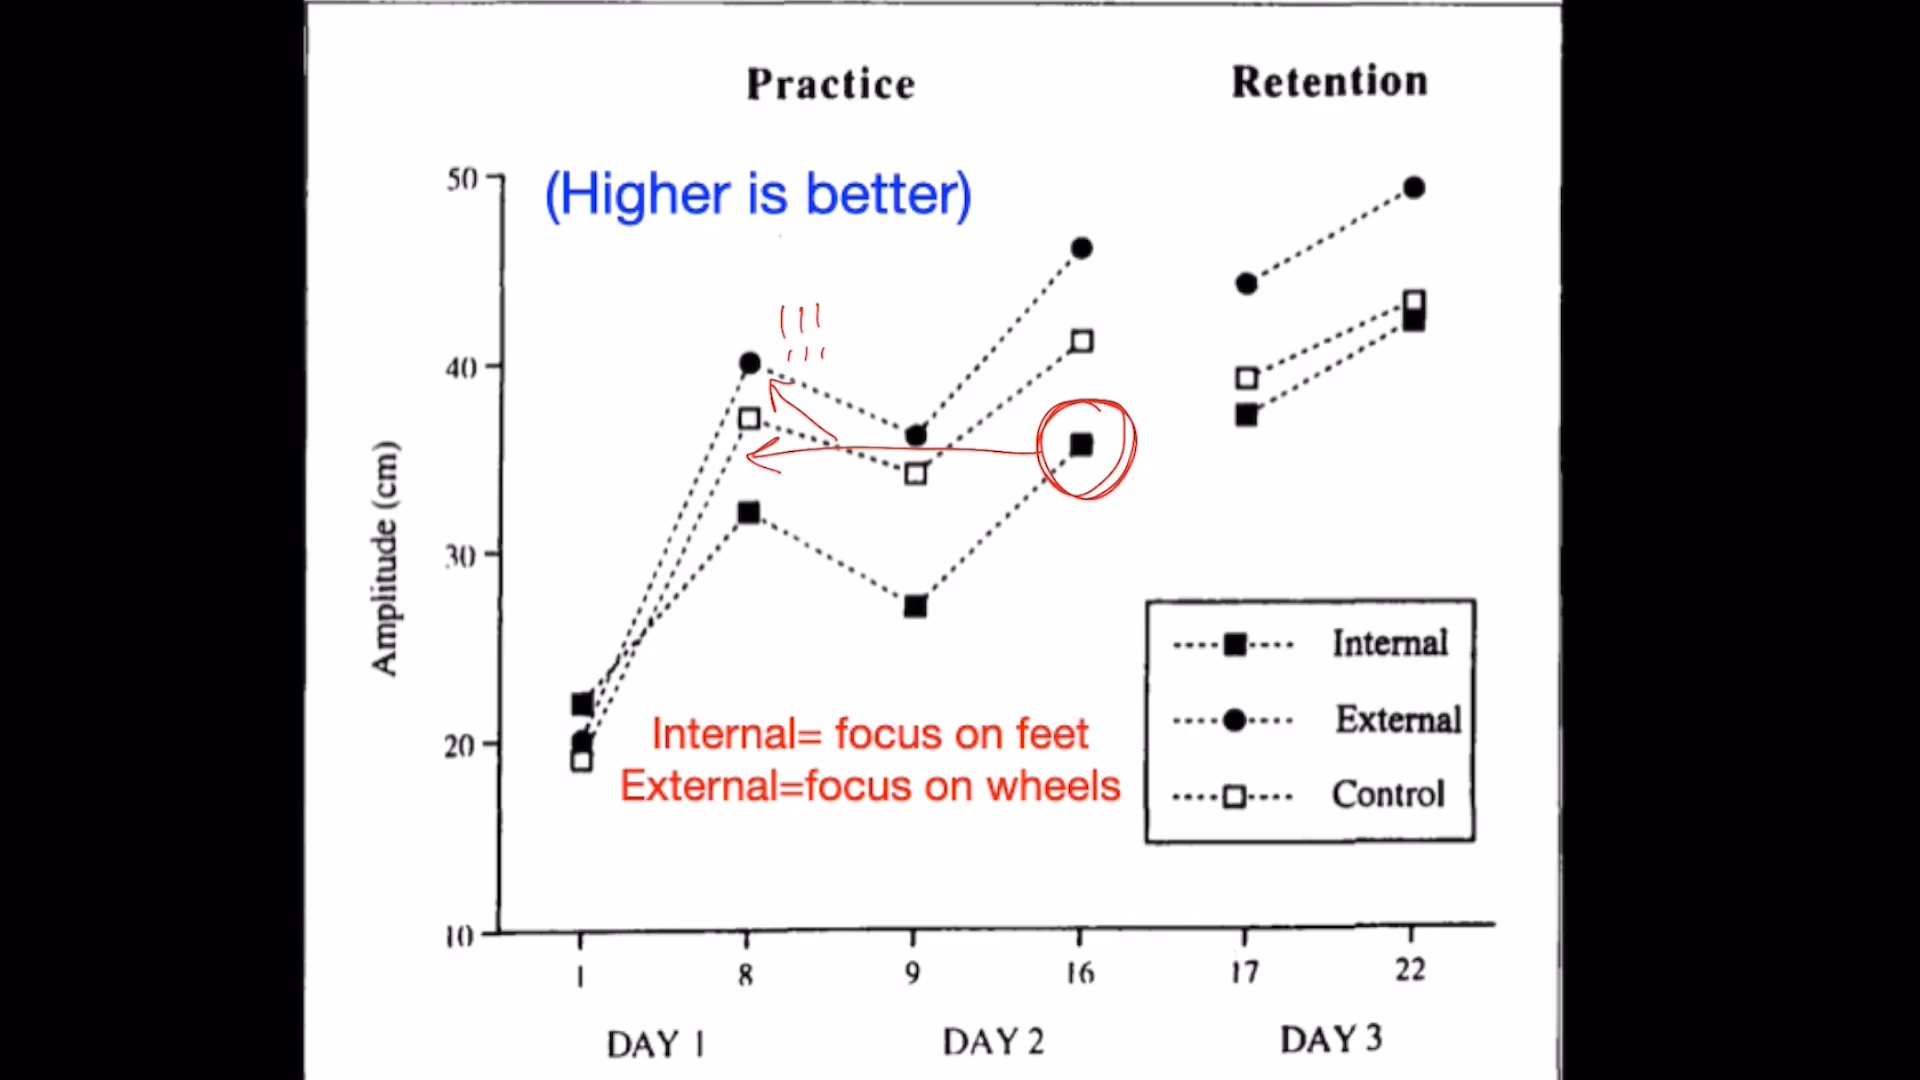 Practice
Retention
(Higher is better)
!!!
50
40
30
20
10
Amplitude (cm)
Internal= focus on feet
External=focus on wheels
Internal
External
Control
1 8 9 16 17 22
DAY 1 DAY 2 DAY 3